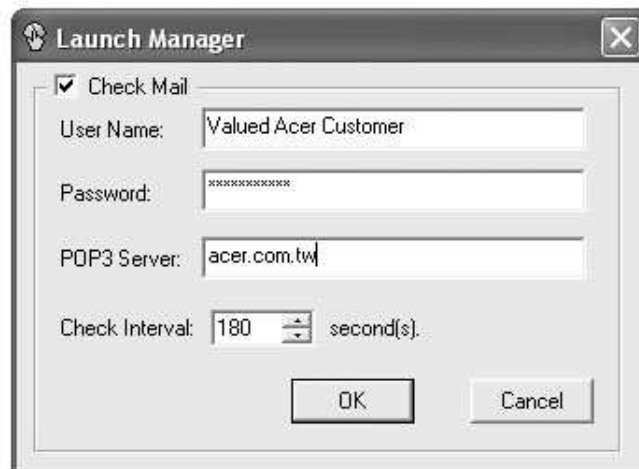 Launch Manager
Check Mail
User Name: Valued Acer Customer
Password: ***********
POP3 Server: acer.com.tw
Check Interval: 180 second(s).
OK Cancel